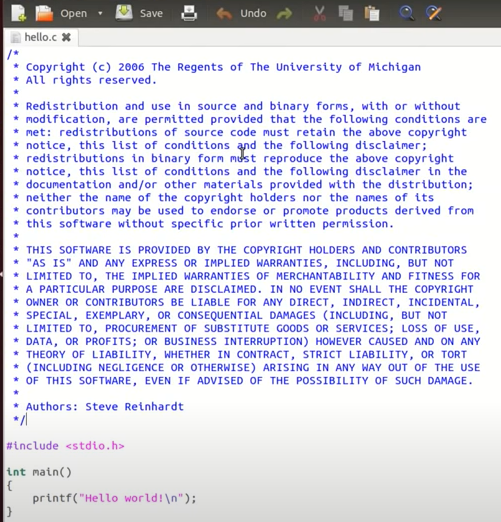 Open Save Undo
hello.c
/*
 * Copyright (c) 2006 The Regents of The University of Michigan
 * All rights reserved.
 *
 * Redistribution and use in source and binary forms, with or without
 * modification, are permitted provided that the following conditions are
 * met: redistributions of source code must retain the above copyright
 * notice, this list of conditions and the following disclaimer;
 * redistributions in binary form must reproduce the above copyright
 * notice, this list of conditions and the following disclaimer in the
 * documentation and/or other materials provided with the distribution;
 * neither the name of the copyright holders nor the names of its
 * contributors may be used to endorse or promote products derived from
 * this software without specific prior written permission.
 *
 * THIS SOFTWARE IS PROVIDED BY THE COPYRIGHT HOLDERS AND CONTRIBUTORS
 * "AS IS" AND ANY EXPRESS OR IMPLIED WARRANTIES, INCLUDING, BUT NOT
 * LIMITED TO, THE IMPLIED WARRANTIES OF MERCHANTABILITY AND FITNESS FOR
 * A PARTICULAR PURPOSE ARE DISCLAIMED. IN NO EVENT SHALL THE COPYRIGHT
 * OWNER OR CONTRIBUTORS BE LIABLE FOR ANY DIRECT, INDIRECT, INCIDENTAL,
 * SPECIAL, EXEMPLARY, OR CONSEQUENTIAL DAMAGES (INCLUDING, BUT NOT
 * LIMITED TO, PROCUREMENT OF SUBSTITUTE GOODS OR SERVICES; LOSS OF USE,
 * DATA, OR PROFITS; OR BUSINESS INTERRUPTION) HOWEVER CAUSED AND ON ANY
 * THEORY OF LIABILITY, WHETHER IN CONTRACT, STRICT LIABILITY, OR TORT
 * (INCLUDING NEGLIGENCE OR OTHERWISE) ARISING IN ANY WAY OUT OF THE USE
 * OF THIS SOFTWARE, EVEN IF ADVISED OF THE POSSIBILITY OF SUCH DAMAGE.
 *
 * Authors: Steve Reinhardt
 */
#include <stdio.h>
int main()
{
    printf("Hello world!\n");
}